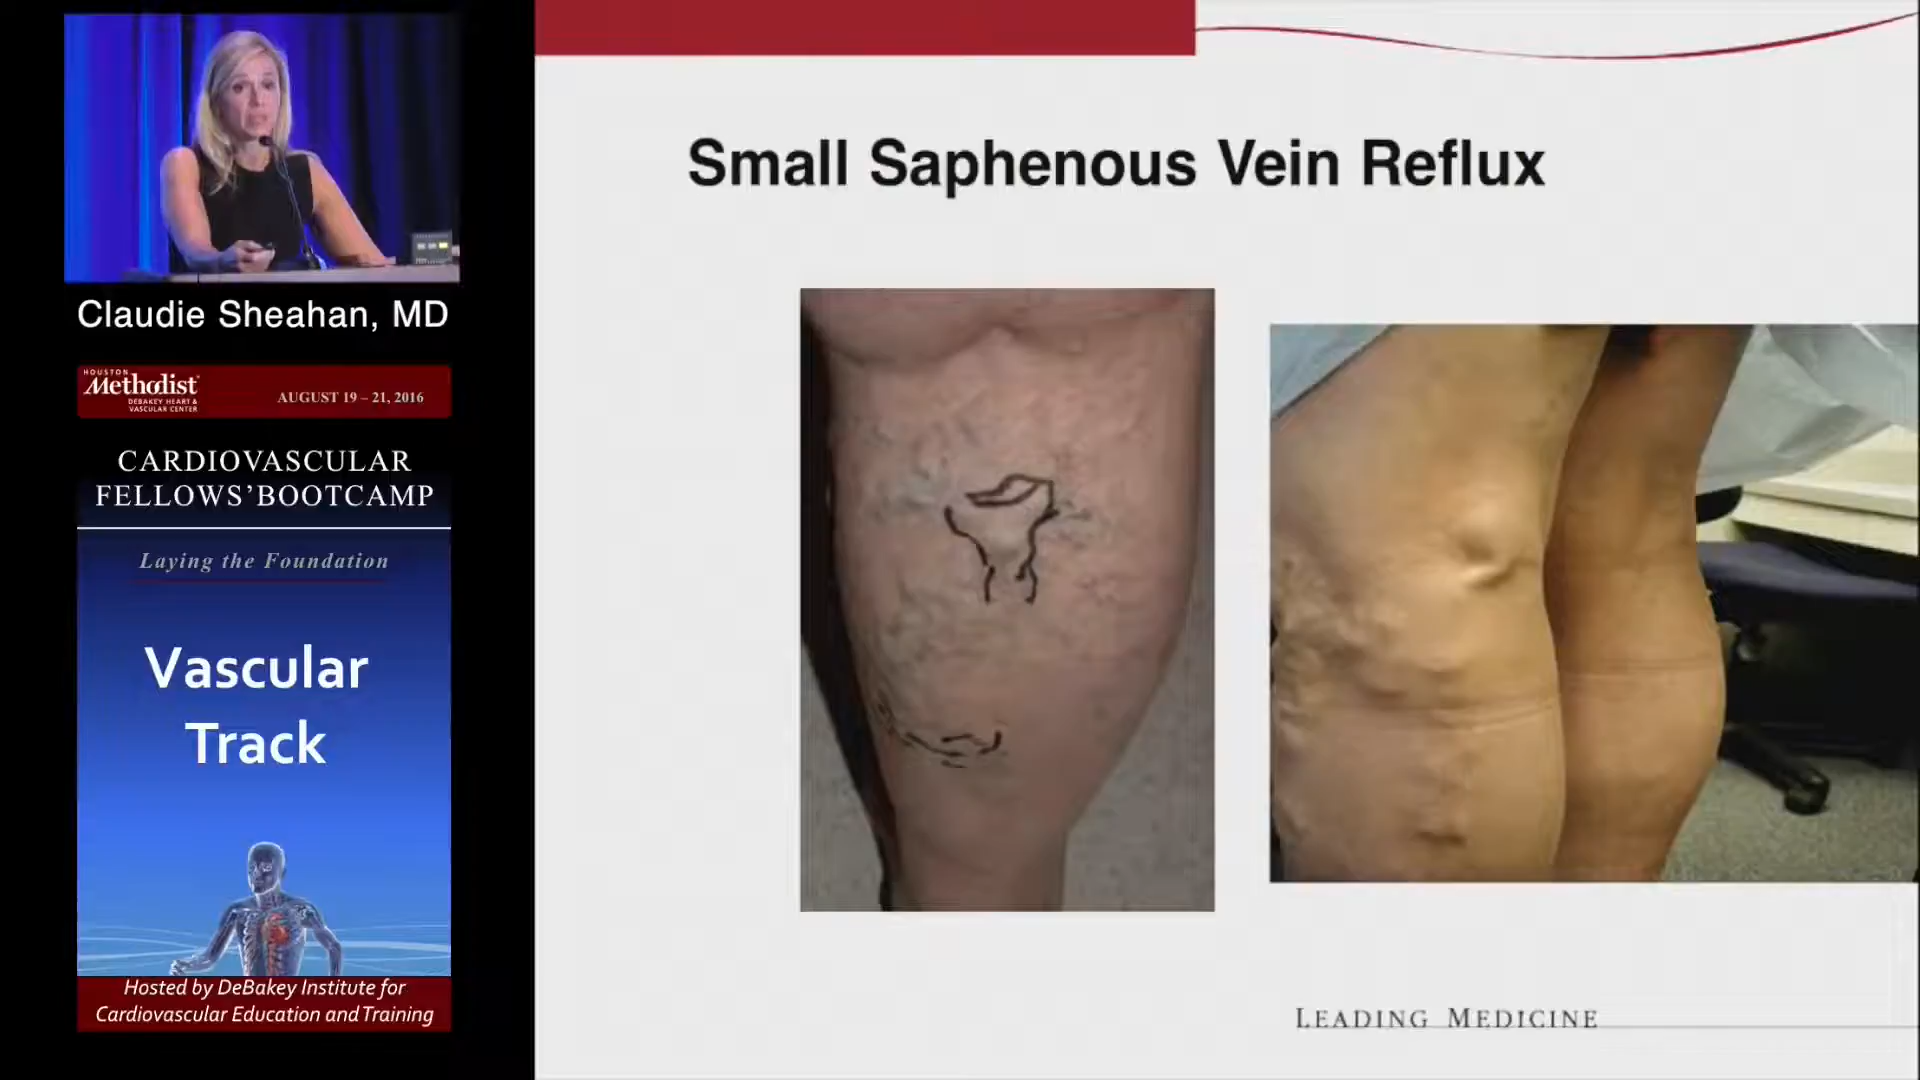 Claudie Sheahan, MD
HOUSTON
Methodist
DEBAKEY HEART &
VASCULAR CENTER
AUGUST 19 – 21, 2016
CARDIOVASCULAR
FELLOWS’BOOTCAMP
Laying the Foundation
Vascular
Track
Hosted by DeBakey Institute for
Cardiovascular Education and Training
Small Saphenous Vein Reflux
LEADING MEDICINE